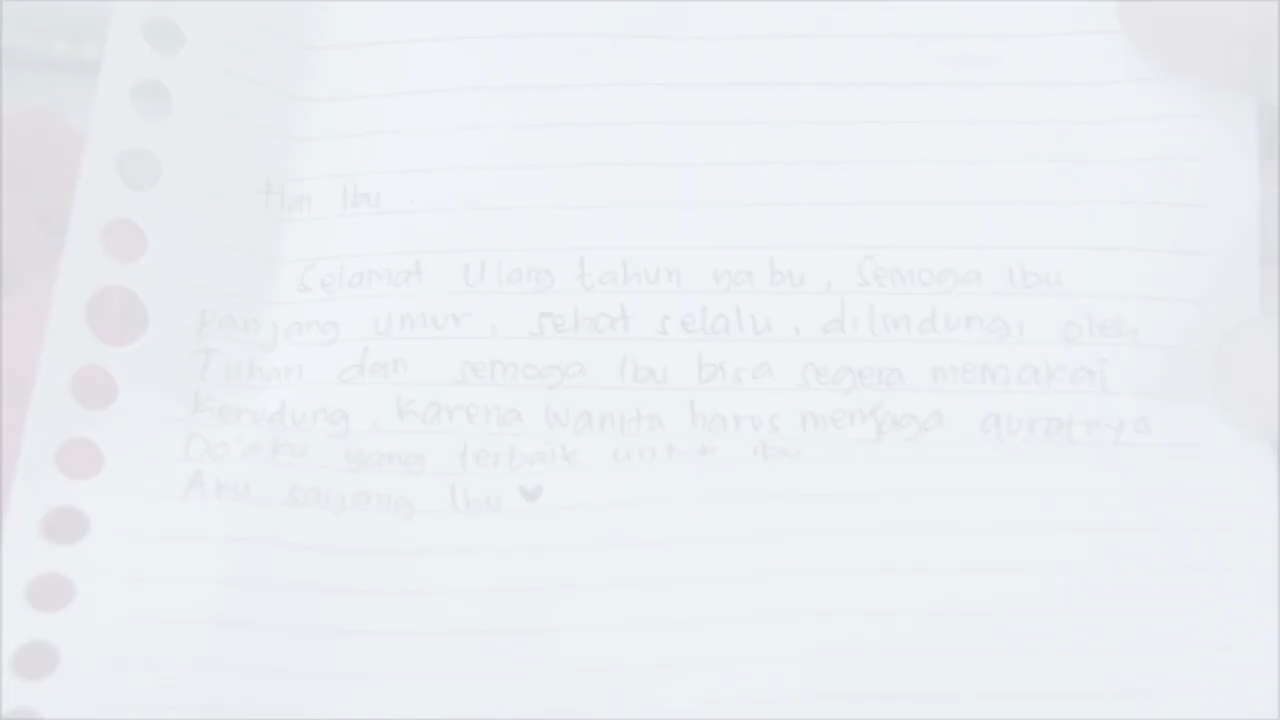 Hai Ibu
Selamat Ulang tahun ya bu, semoga Ibu
panjang umur, sehat selalu, dilindungi oleh
Tuhan dan semoga Ibu bisa segera memakai
kerudung, karena wanita harus menjaga auratnya
Do'aku yang terbaik untuk ibu
Aku sayang Ibu ♥